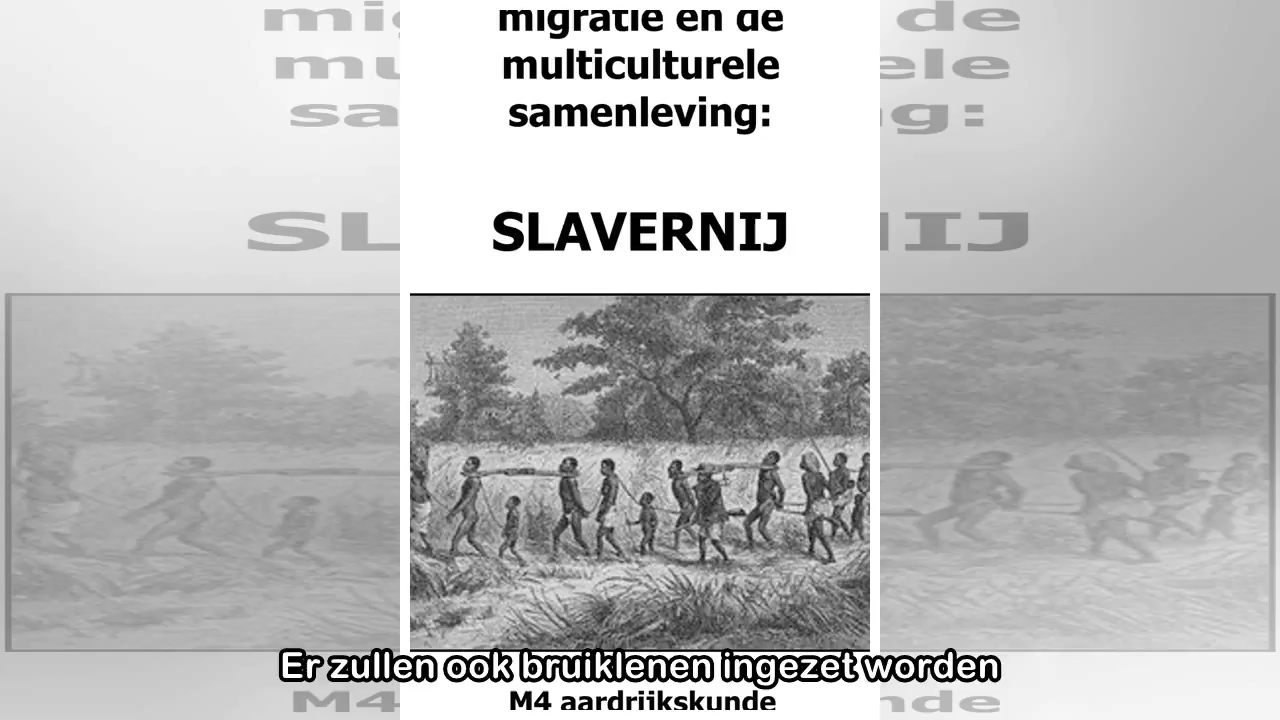 migratie en de
multiculturele
samenleving:
SLAVERNIJ
Er zullen ook bruiklenen ingezet worden
M4 aardrijkskunde